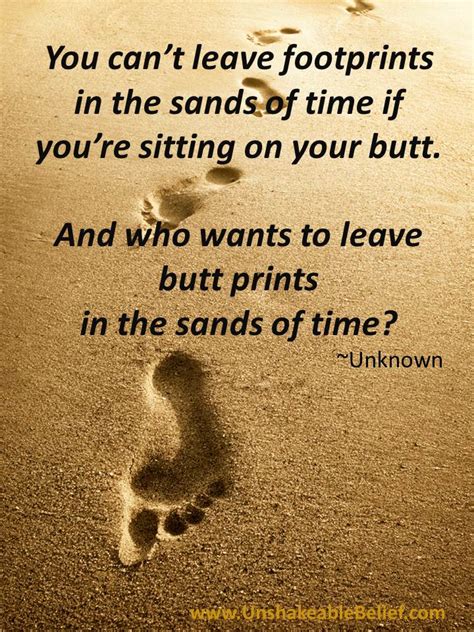 You can’t leave footprints
in the sands of time if
you’re sitting on your butt.
And who wants to leave
butt prints
in the sands of time?
~Unknown
www.UnshakeableBelief.com